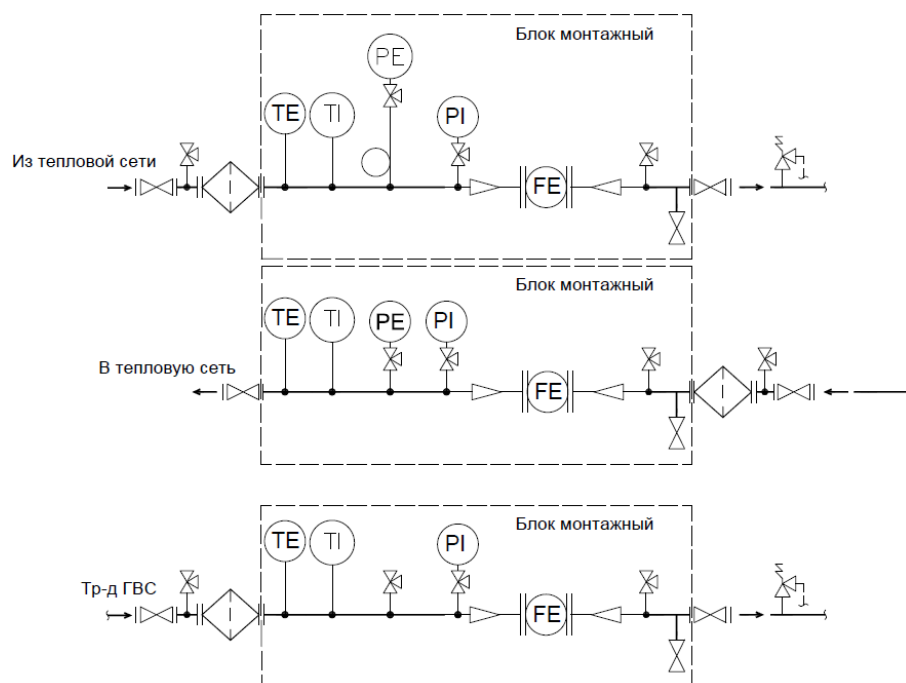 Блок монтажный
PE
TE TI PI
Из тепловой сети
FE
Блок монтажный
TE TI PE PI
В тепловую сеть
FE
Блок монтажный
TE TI PI
Тр-д ГВС
FE